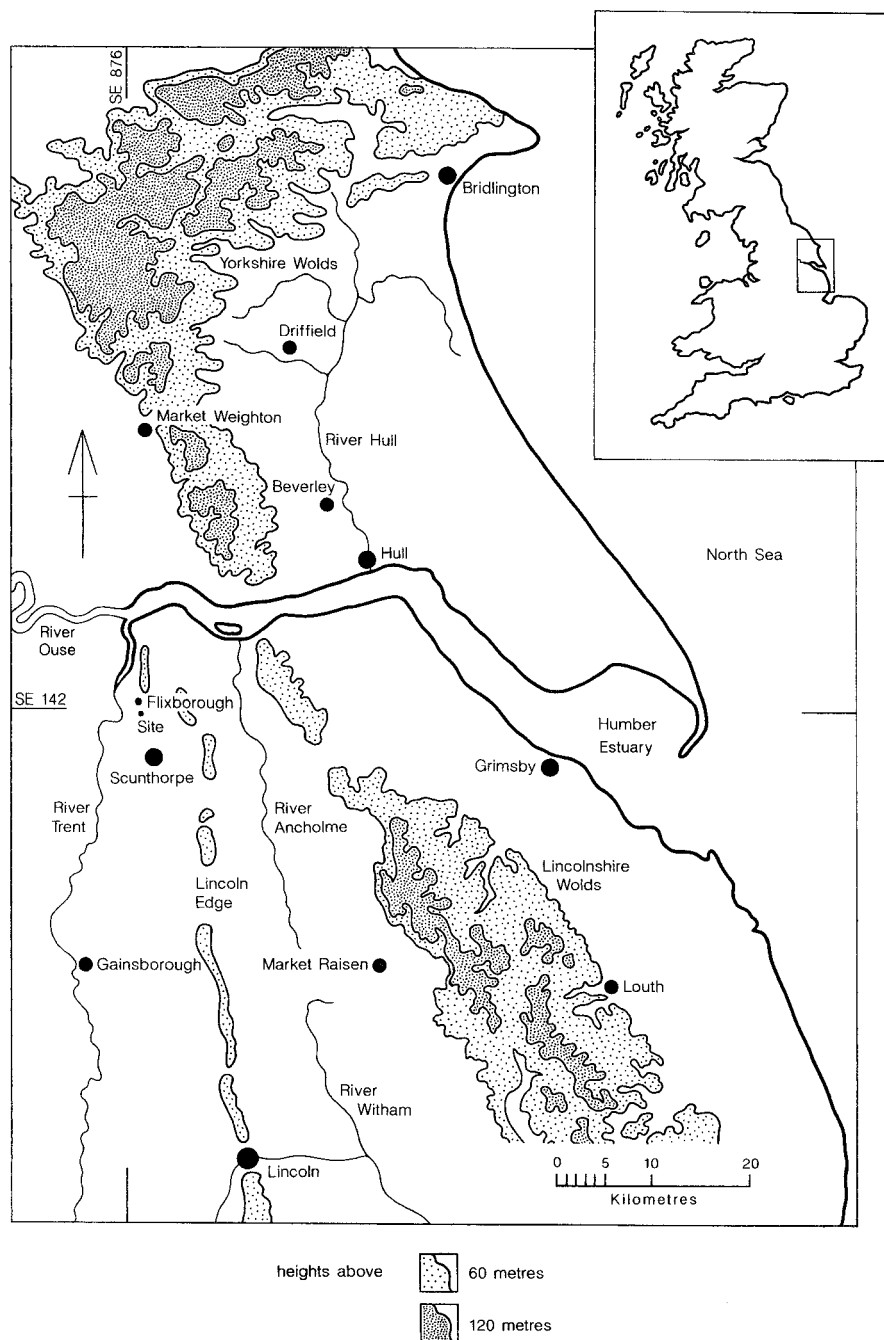 SE 876
Bridlington
Yorkshire Wolds
Driffield
Market Weighton
River Hull
Beverley
Hull
North Sea
River
Ouse
SE 142
Flixborough
Site
Scunthorpe
Humber
Estuary
Grimsby
River
Trent
River
Ancholme
Lincoln
Edge
Lincolnshire
Wolds
Gainsborough
Market Raisen
Louth
River
Witham
Lincoln
0 5 10 20
Kilometres
heights above
60 metres
120 metres